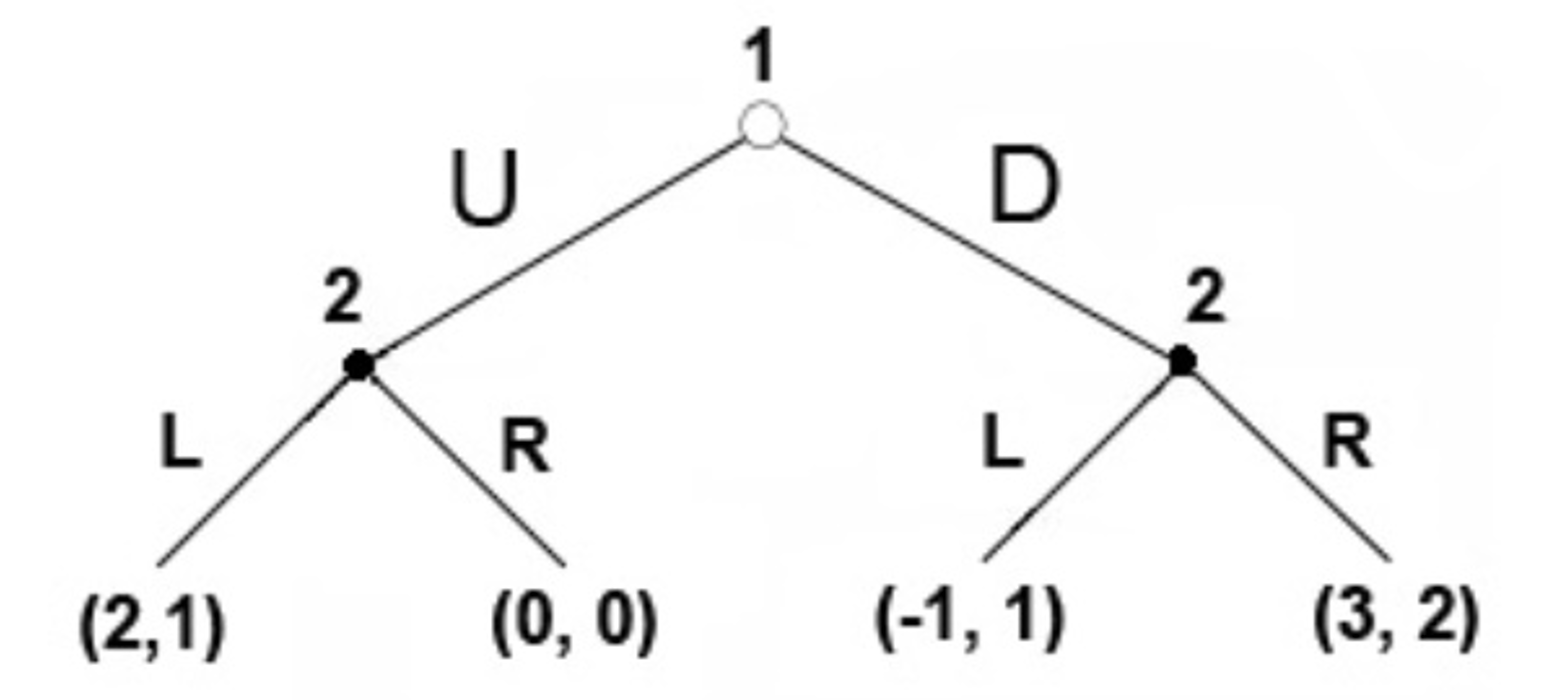 1
U D
2 2
L R L R
(2,1) (0, 0) (-1, 1) (3, 2)